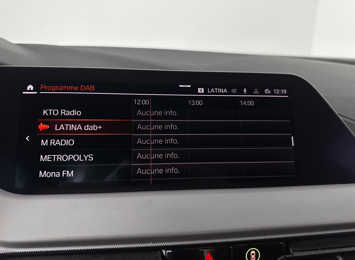 Programme DAB
LATINA 12:19
12:00 13:00 14:00
KTO Radio Aucune info.
LATINA dab+ Aucune info.
M RADIO Aucune info.
METROPOLYS Aucune info.
Mona FM Aucune info.